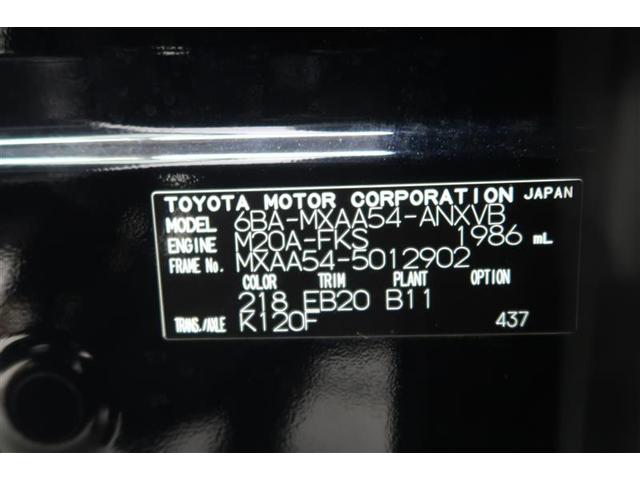 TOYOTA MOTOR CORPORATION JAPAN
MODEL 6BA-MXAA54-ANXVB
ENGINE M20A-FKS 1986 mL
FRAME No. MXAA54-5012902
COLOR TRIM PLANT OPTION
218 EB20 B11
TRANS./AXLE K120F 437